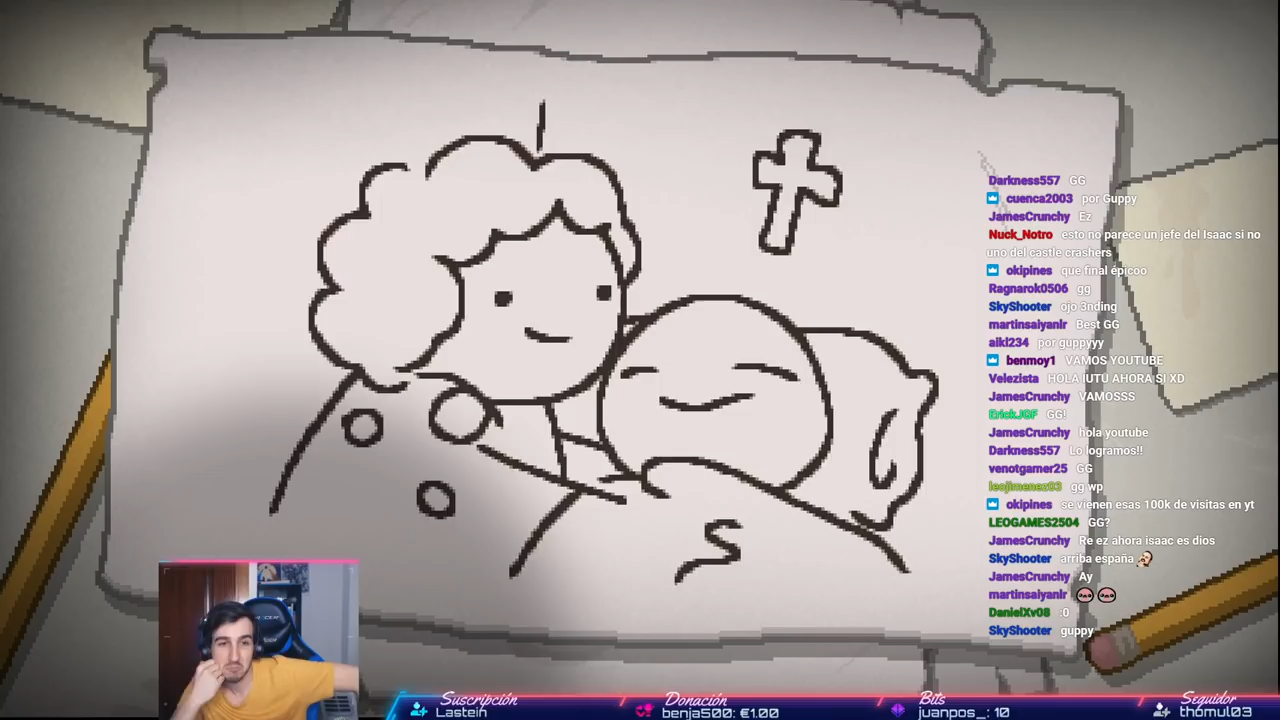 Darkness557 GG
cuenca2003 por Guppy
JamesCrunchy Ez
Nuck_Notro esto no parece un jefe del Isaac si no
uno del castle crashers
okipines que final épicoo
Ragnarok0506 gg
SkyShooter ojo 3nding
martinsaiyanlr Best GG
aikl234 por guppyyy
benmoy1 VAMOS YOUTUBE
Velezista HOLA IUTÚ AHORA SI XD
JamesCrunchy VAMOSSS
ErickJGF GG!
JamesCrunchy hola youtube
Darkness557 Lo logramos!!
venotgamer25 GG
leojimenez03 gg wp
okipines se vienen esas 100k de visitas en yt
LEOGAMES2504 GG?
JamesCrunchy Re ez ahora isaac es dios
SkyShooter arriba españa
JamesCrunchy Ay
martinsaiyanlr
DanielXv08 :0
SkyShooter guppy
S
Suscripción Donación Bits Seguidor
Lastein benja500: €1.00 juanpos_: 10 th0mul03